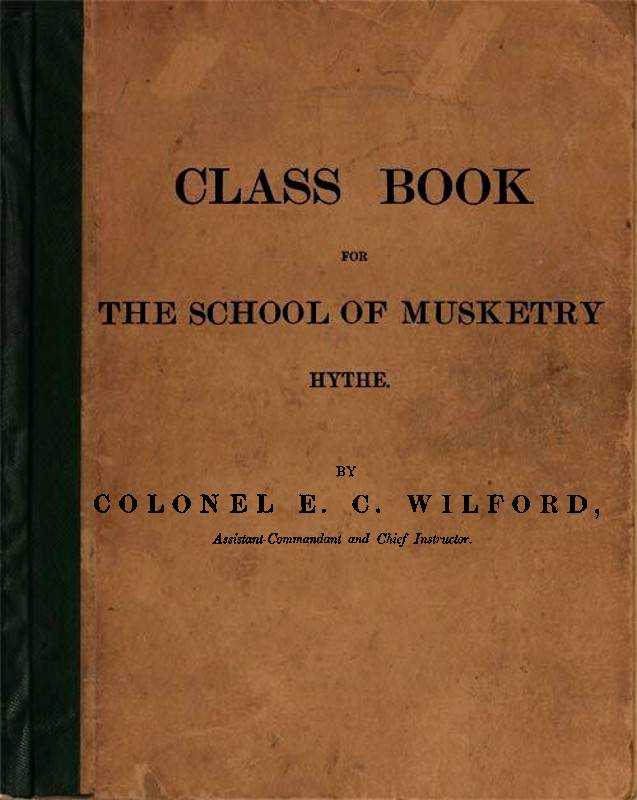 CLASS BOOK
FOR
THE SCHOOL OF MUSKETRY
HYTHE.
BY
COLONEL E. C. WILFORD,
Assistant Commandant and Chief Instructor.